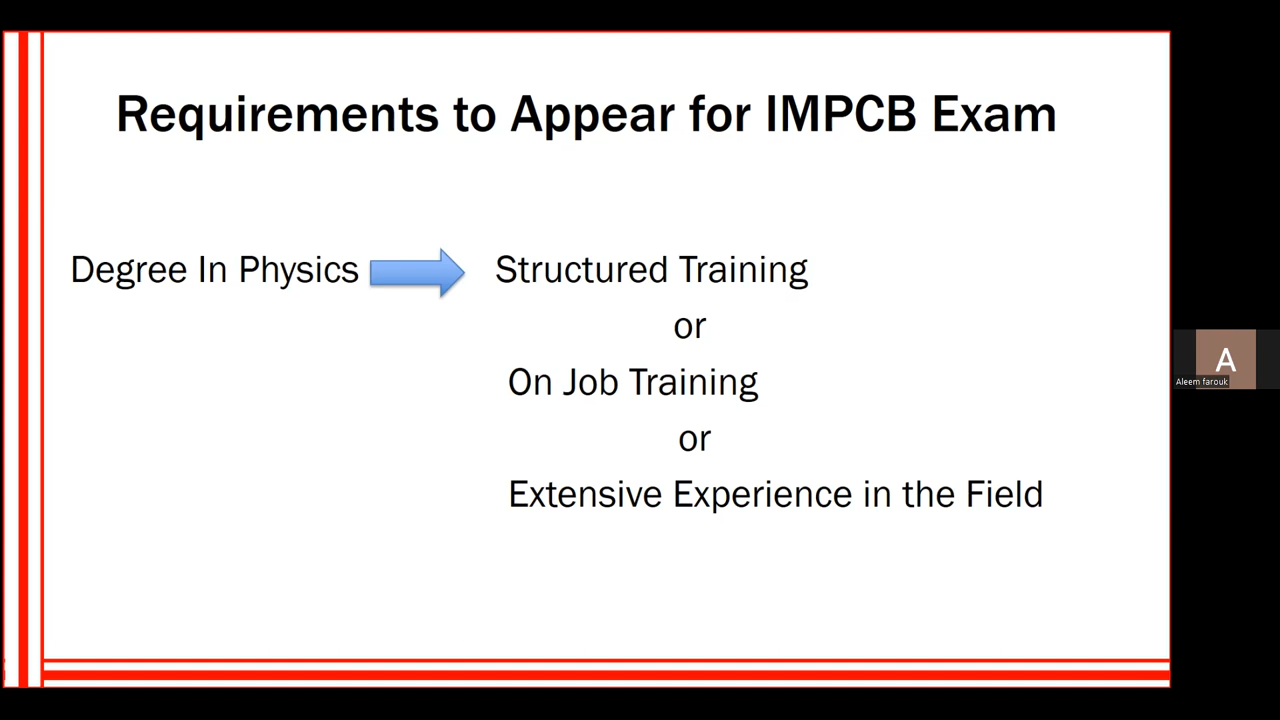 Requirements to Appear for IMPCB Exam
Degree In Physics Structured Training
or
On Job Training
or
Extensive Experience in the Field
A
Aleem farouk